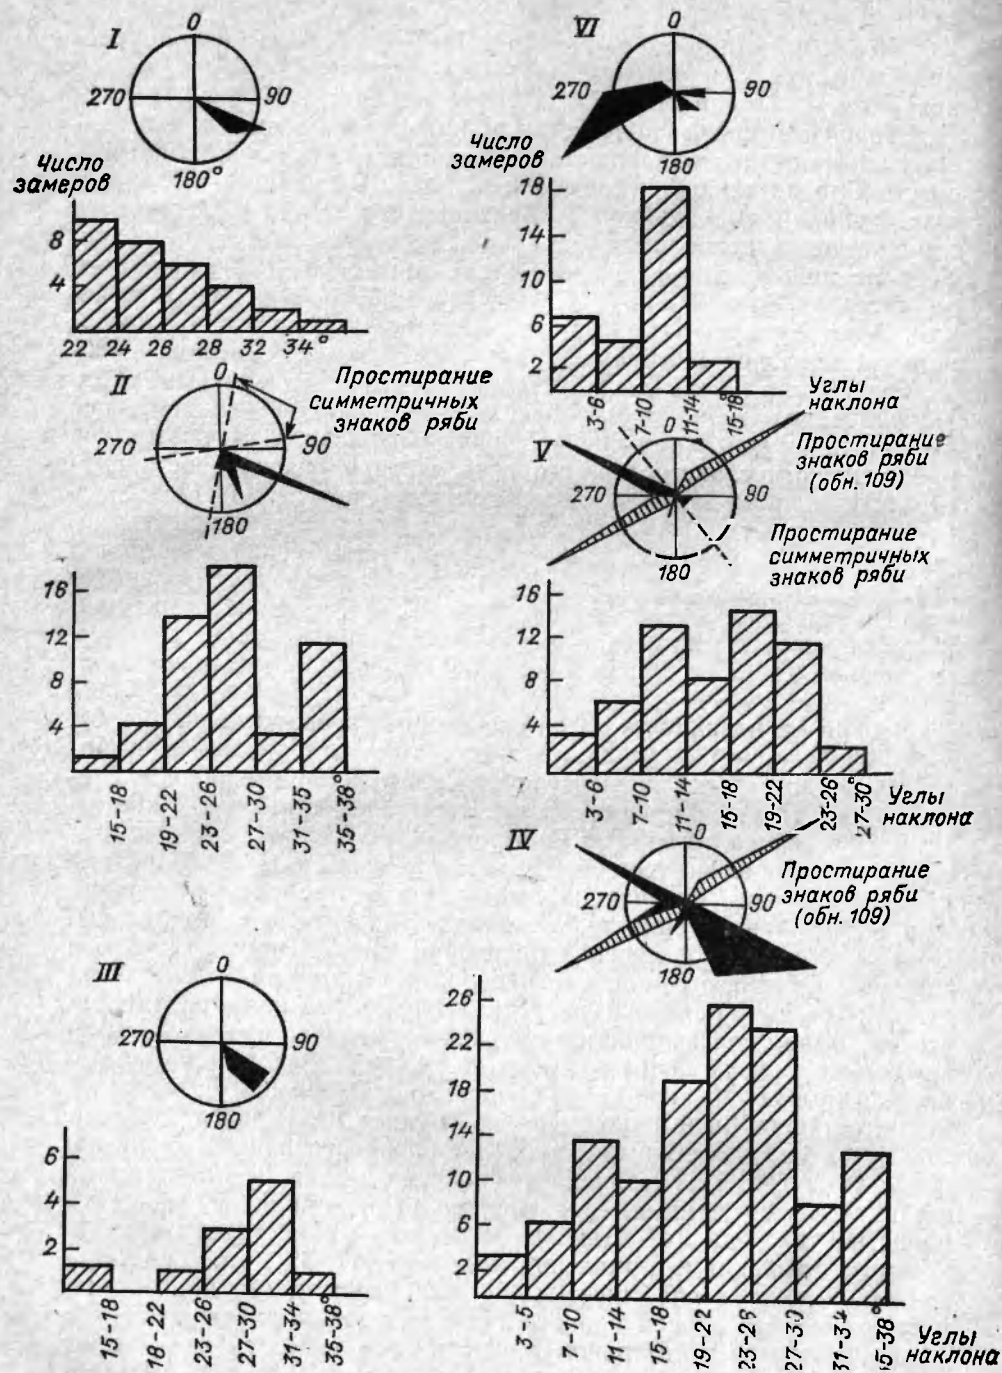 I
0
270
90
180°
Число
замеров
8
4
22 24 26 28 32 34°
VI
0
270
90
180
Число
замеров
18
14
10
6
2
3-6
7-10
11-14
15-18°
Углы
наклона
II
0
270
90
180
Простирание
симметричных
знаков ряби
16
12
8
4
15-18
19-22
23-26
27-30
31-35
35-38°
V
0
270
90
180
Простирание
знаков ряби
(обн. 109)
Простирание
симметричных
знаков ряби
16
12
8
4
3-6
7-10
11-14
15-18
19-22
23-26°
27-30°
Углы
наклона
III
0
270
90
180
6
4
2
15-18
18-22
23-26
27-30
31-34
35-38°
IV
0
270
90
180
Простирание
знаков ряби
(обн. 109)
26
22
18
14
10
6
2
3-5
7-10
11-14
15-18
19-22
23-26
27-30
31-34
35-38°
Углы
наклона